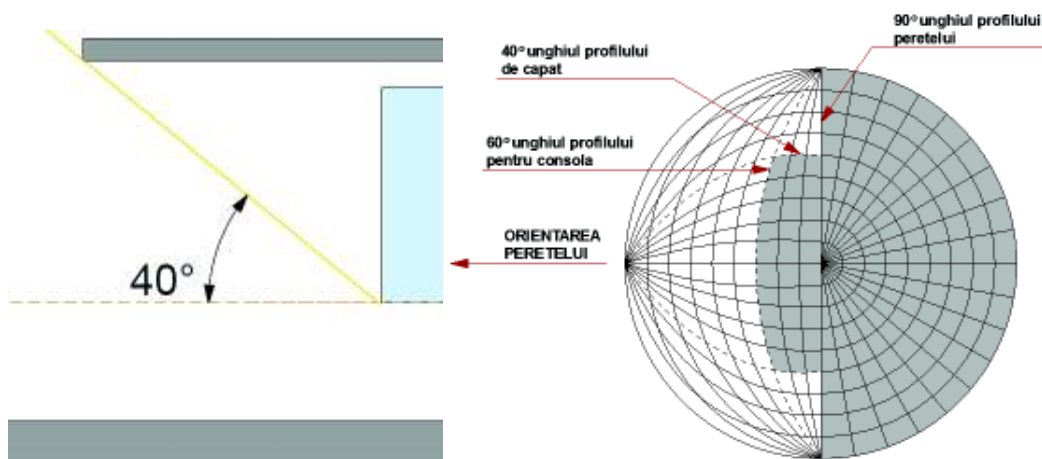 40°
90° unghiul profilului
peretelui
40° unghiul profilului
de capat
60° unghiul profilului
pentru consola
ORIENTAREA
PERETELUI